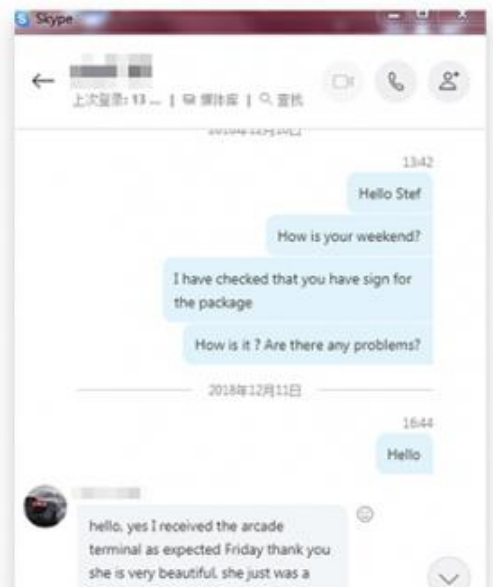 Skype
上次登录: 13 ... | 媒体库 | 查找
13:42
Hello Stef
How is your weekend?
I have checked that you have sign for
the package
How is it ? Are there any problems?
2018年12月11日
16:44
Hello
hello, yes I received the arcade
terminal as expected Friday thank you
she is very beautiful. she just was a